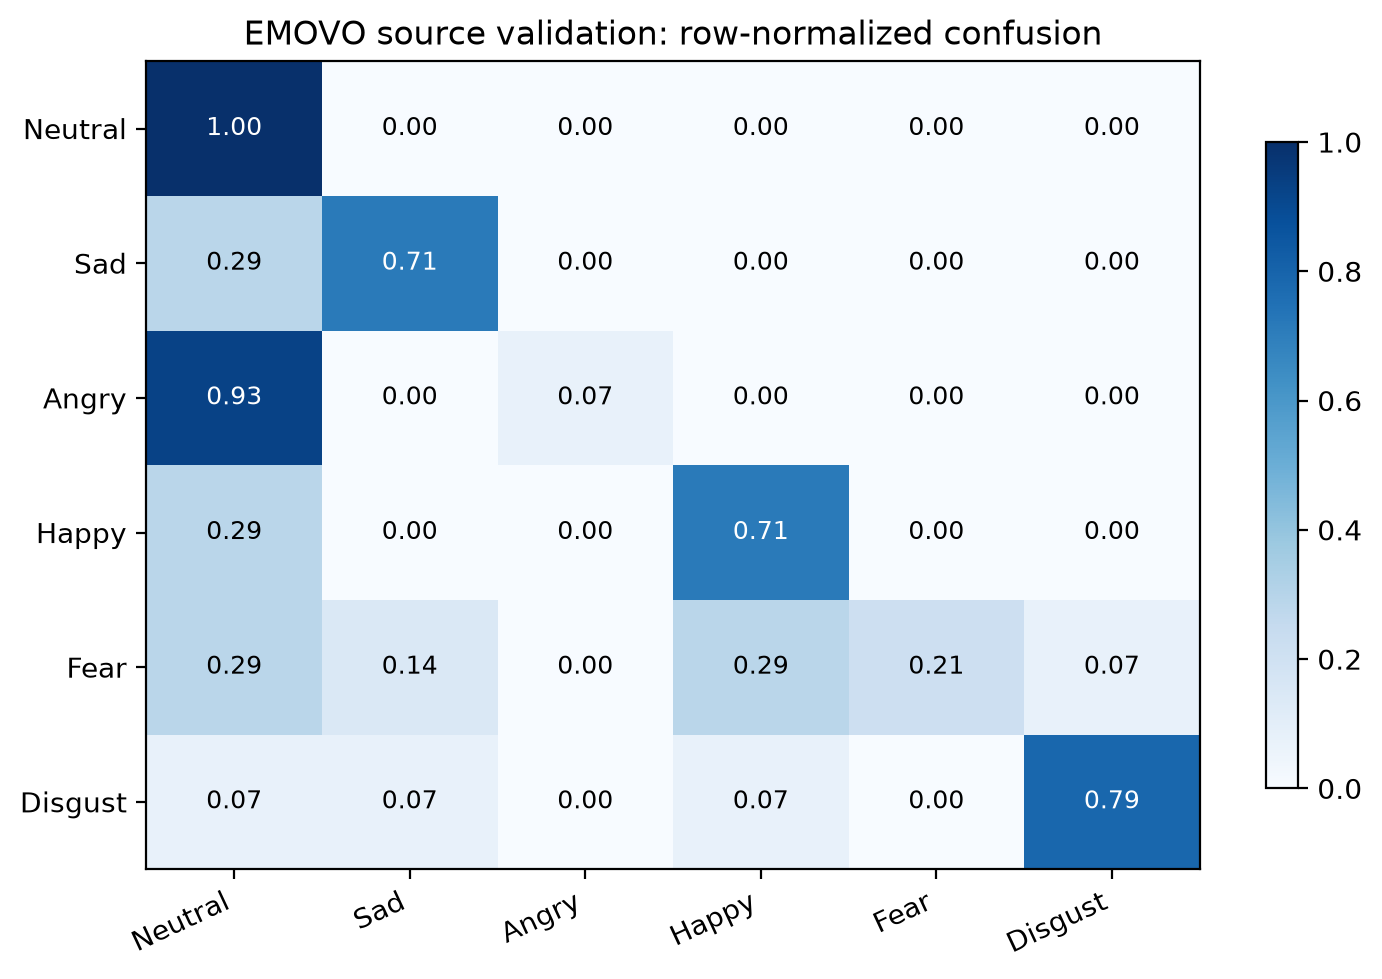 EMOVO source validation: row-normalized confusion
Neutral 1.00 0.00 0.00 0.00 0.00 0.00
Sad 0.29 0.71 0.00 0.00 0.00 0.00
Angry 0.93 0.00 0.07 0.00 0.00 0.00
Happy 0.29 0.00 0.00 0.71 0.00 0.00
Fear 0.29 0.14 0.00 0.29 0.21 0.07
Disgust 0.07 0.07 0.00 0.07 0.00 0.79
Neutral Sad Angry Happy Fear Disgust
1.0
0.8
0.6
0.4
0.2
0.0